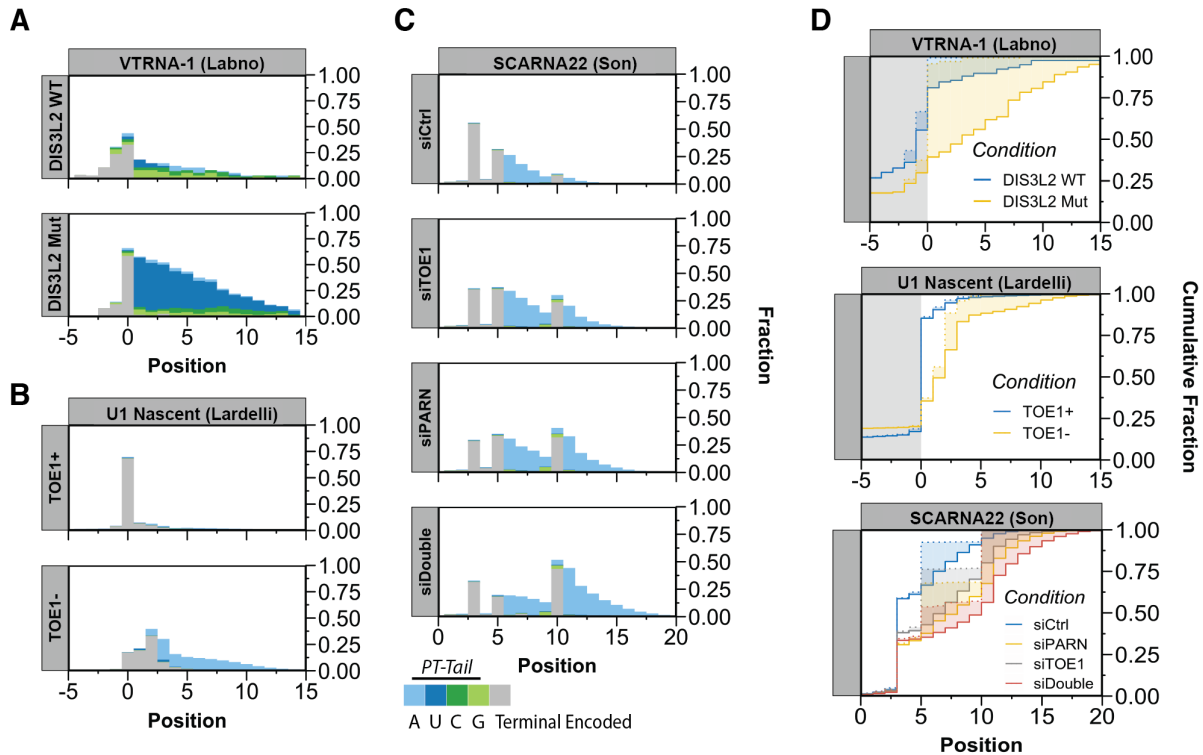 A
VTRNA-1 (Labno)
DIS3L2 WT
1.00
0.75
0.50
0.25
0.00
DIS3L2 Mut
1.00
0.75
0.50
0.25
0.00
-5 0 5 10 15
Position
B
U1 Nascent (Lardelli)
TOE1+
1.00
0.75
0.50
0.25
0.00
TOE1-
1.00
0.75
0.50
0.25
0.00
-5 0 5 10 15
Position
C
SCARNA22 (Son)
siCtrl
1.00
0.75
0.50
0.25
0.00
siTOE1
1.00
0.75
0.50
0.25
0.00
siPARN
1.00
0.75
0.50
0.25
0.00
siDouble
1.00
0.75
0.50
0.25
0.00
0 5 10 15 20
Position
Fraction
PT-Tail
A U C G Terminal Encoded
D
VTRNA-1 (Labno)
1.00
0.75
0.50
0.25
0.00
Condition
DIS3L2 WT
DIS3L2 Mut
-5 0 5 10 15
U1 Nascent (Lardelli)
1.00
0.75
0.50
0.25
0.00
Condition
TOE1+
TOE1-
-5 0 5 10 15
SCARNA22 (Son)
1.00
0.75
0.50
0.25
0.00
Condition
siCtrl
siPARN
siTOE1
siDouble
0 5 10 15 20
Position
Cumulative Fraction